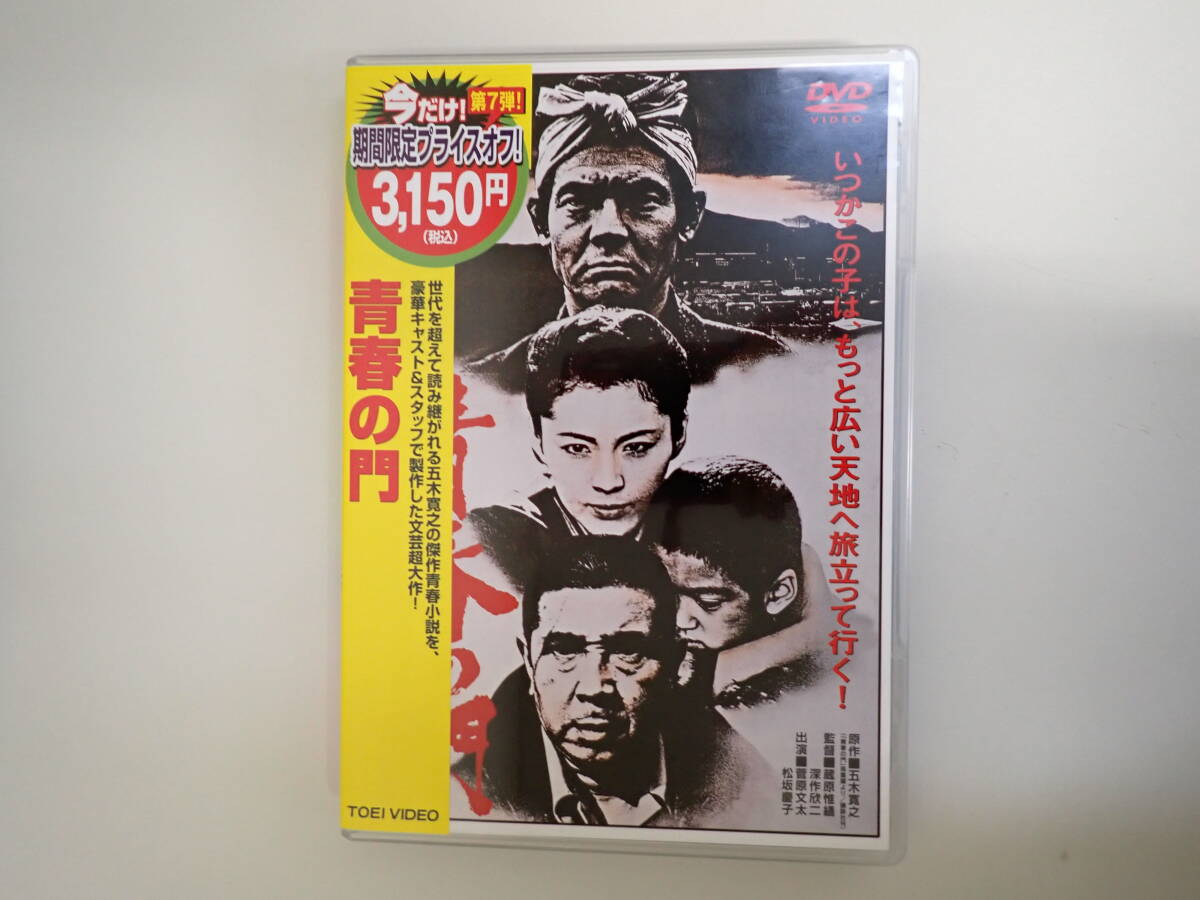 今だけ!
第7弾!
期間限定プライスオフ!
3,150円
(税込)
世代を超えて読み継がれる五木寛之の傑作青春小説を、
豪華キャスト&スタッフで製作した文芸超大作!
青春の門
TOEI VIDEO
DVD
VIDEO
いつかこの子は、もっと広い天地へ旅立って行く!
青春の門
原作■五木寛之
監督■蔵原惟繕
深作欣二
出演■菅原文太
松坂慶子